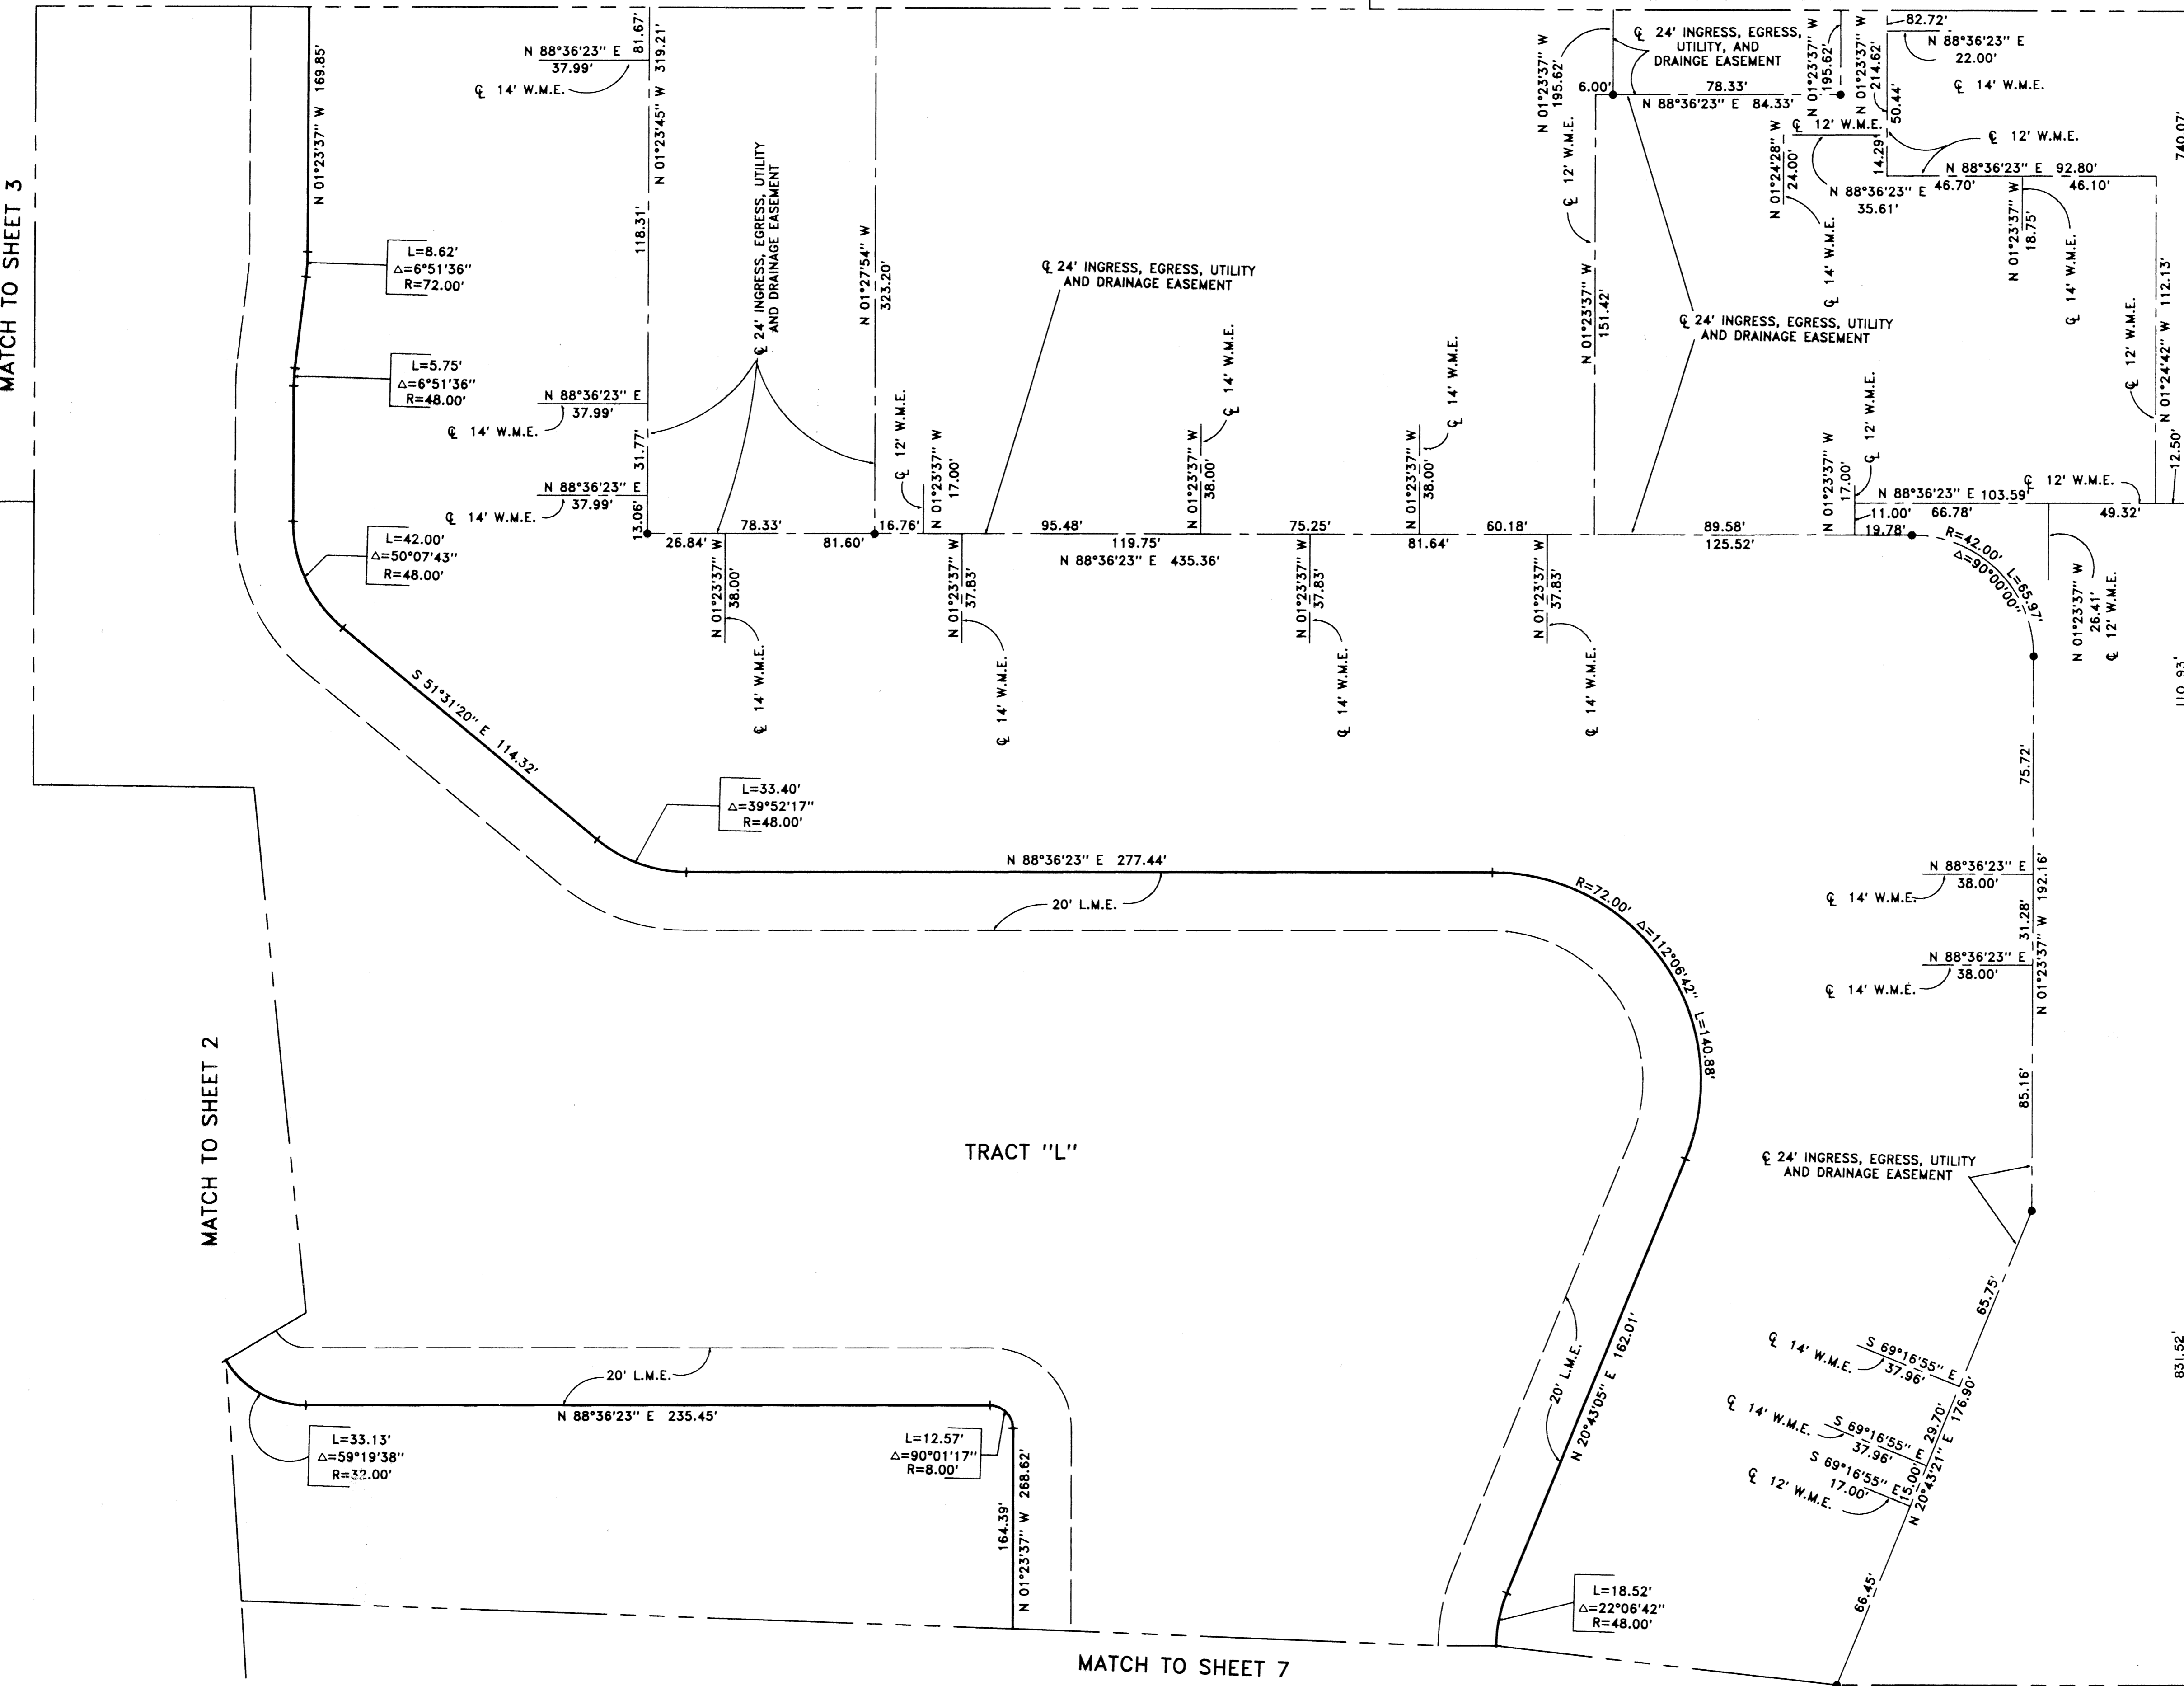 MATCH TO SHEET 3
N 01°23'37" W 169.85'
N 88°36'23" E
37.99'
℄ 14' W.M.E.
81.67'
N 01°23'45" W 319.21'
118.31'
℄ 24' INGRESS, EGRESS, UTILITY
AND DRAINAGE EASEMENT
N 01°27'54" W
323.20'
℄ 24' INGRESS, EGRESS, UTILITY
AND DRAINAGE EASEMENT
N 01°23'37" W
195.62'
℄ 24' INGRESS, EGRESS,
UTILITY, AND
DRAINGE EASEMENT
6.00'
78.33'
N 88°36'23" E 84.33'
N 01°23'37" W
195.62'
N 01°23'37" W
214.62'
82.72'
N 88°36'23" E
22.00'
℄ 14' W.M.E.
50.44'
℄ 12' W.M.E.
℄ 12' W.M.E.
14.29'
N 01°24'28" W
24.00'
N 88°36'23" E
35.61'
℄ 14' W.M.E.
N 88°36'23" E 92.80'
46.70'
46.10'
N 01°23'37" W
18.75'
℄ 14' W.M.E.
740.07'
℄ 12' W.M.E.
N 01°23'37" W
151.42'
℄ 24' INGRESS, EGRESS, UTILITY
AND DRAINAGE EASEMENT
N 01°24'42" W 112.13'
℄ 12' W.M.E.
12.50'
L=8.62'
Δ=6°51'36"
R=72.00'
L=5.75'
Δ=6°51'36"
R=48.00'
N 88°36'23" E
37.99'
℄ 14' W.M.E.
31.77'
N 88°36'23" E
37.99'
℄ 14' W.M.E.
13.06'
L=42.00'
Δ=50°07'43"
R=48.00'
℄ 12' W.M.E.
N 01°23'37" W
17.00'
N 01°23'37" W
38.00'
℄ 14' W.M.E.
N 01°23'37" W
38.00'
℄ 14' W.M.E.
N 01°23'37" W
17.00'
℄ 12' W.M.E.
N 88°36'23" E 103.59'
℄ 12' W.M.E.
11.00'
66.78'
49.32'
78.33'
16.76'
95.48'
75.25'
60.18'
89.58'
19.78'
26.84'
81.60'
119.75'
81.64'
125.52'
N 88°36'23" E 435.36'
R=42.00' L=65.97'
Δ=90°00'00"
N 01°23'37" W
38.00'
℄ 14' W.M.E.
N 01°23'37" W
37.83'
℄ 14' W.M.E.
N 01°23'37" W
37.83'
℄ 14' W.M.E.
N 01°23'37" W
37.83'
℄ 14' W.M.E.
N 01°23'37" W
26.41'
℄ 12' W.M.E.
110.93'
S 51°31'20" E 114.32'
L=33.40'
Δ=39°52'17"
R=48.00'
75.72'
N 88°36'23" E 277.44'
20' L.M.E.
R=72.00' Δ=112°06'42" L=140.88'
N 88°36'23" E
38.00'
℄ 14' W.M.E.
31.28'
N 01°23'37" W 192.16'
N 88°36'23" E
38.00'
℄ 14' W.M.E.
85.16'
MATCH TO SHEET 2
TRACT "L"
℄ 24' INGRESS, EGRESS, UTILITY
AND DRAINAGE EASEMENT
65.75'
S 69°16'55" E
37.96'
℄ 14' W.M.E.
831.52'
20' L.M.E.
N 88°36'23" E 235.45'
L=33.13'
Δ=59°19'38"
R=32.00'
L=12.57'
Δ=90°01'17"
R=8.00'
164.39'
N 01°23'37" W 268.62'
20' L.M.E.
N 20°43'05" E 162.01'
S 69°16'55" E
37.96'
℄ 14' W.M.E.
29.70'
N 20°43'21" E 176.90'
S 69°16'55" E
17.00'
℄ 12' W.M.E.
15.00'
66.45'
L=18.52'
Δ=22°06'42"
R=48.00'
MATCH TO SHEET 7